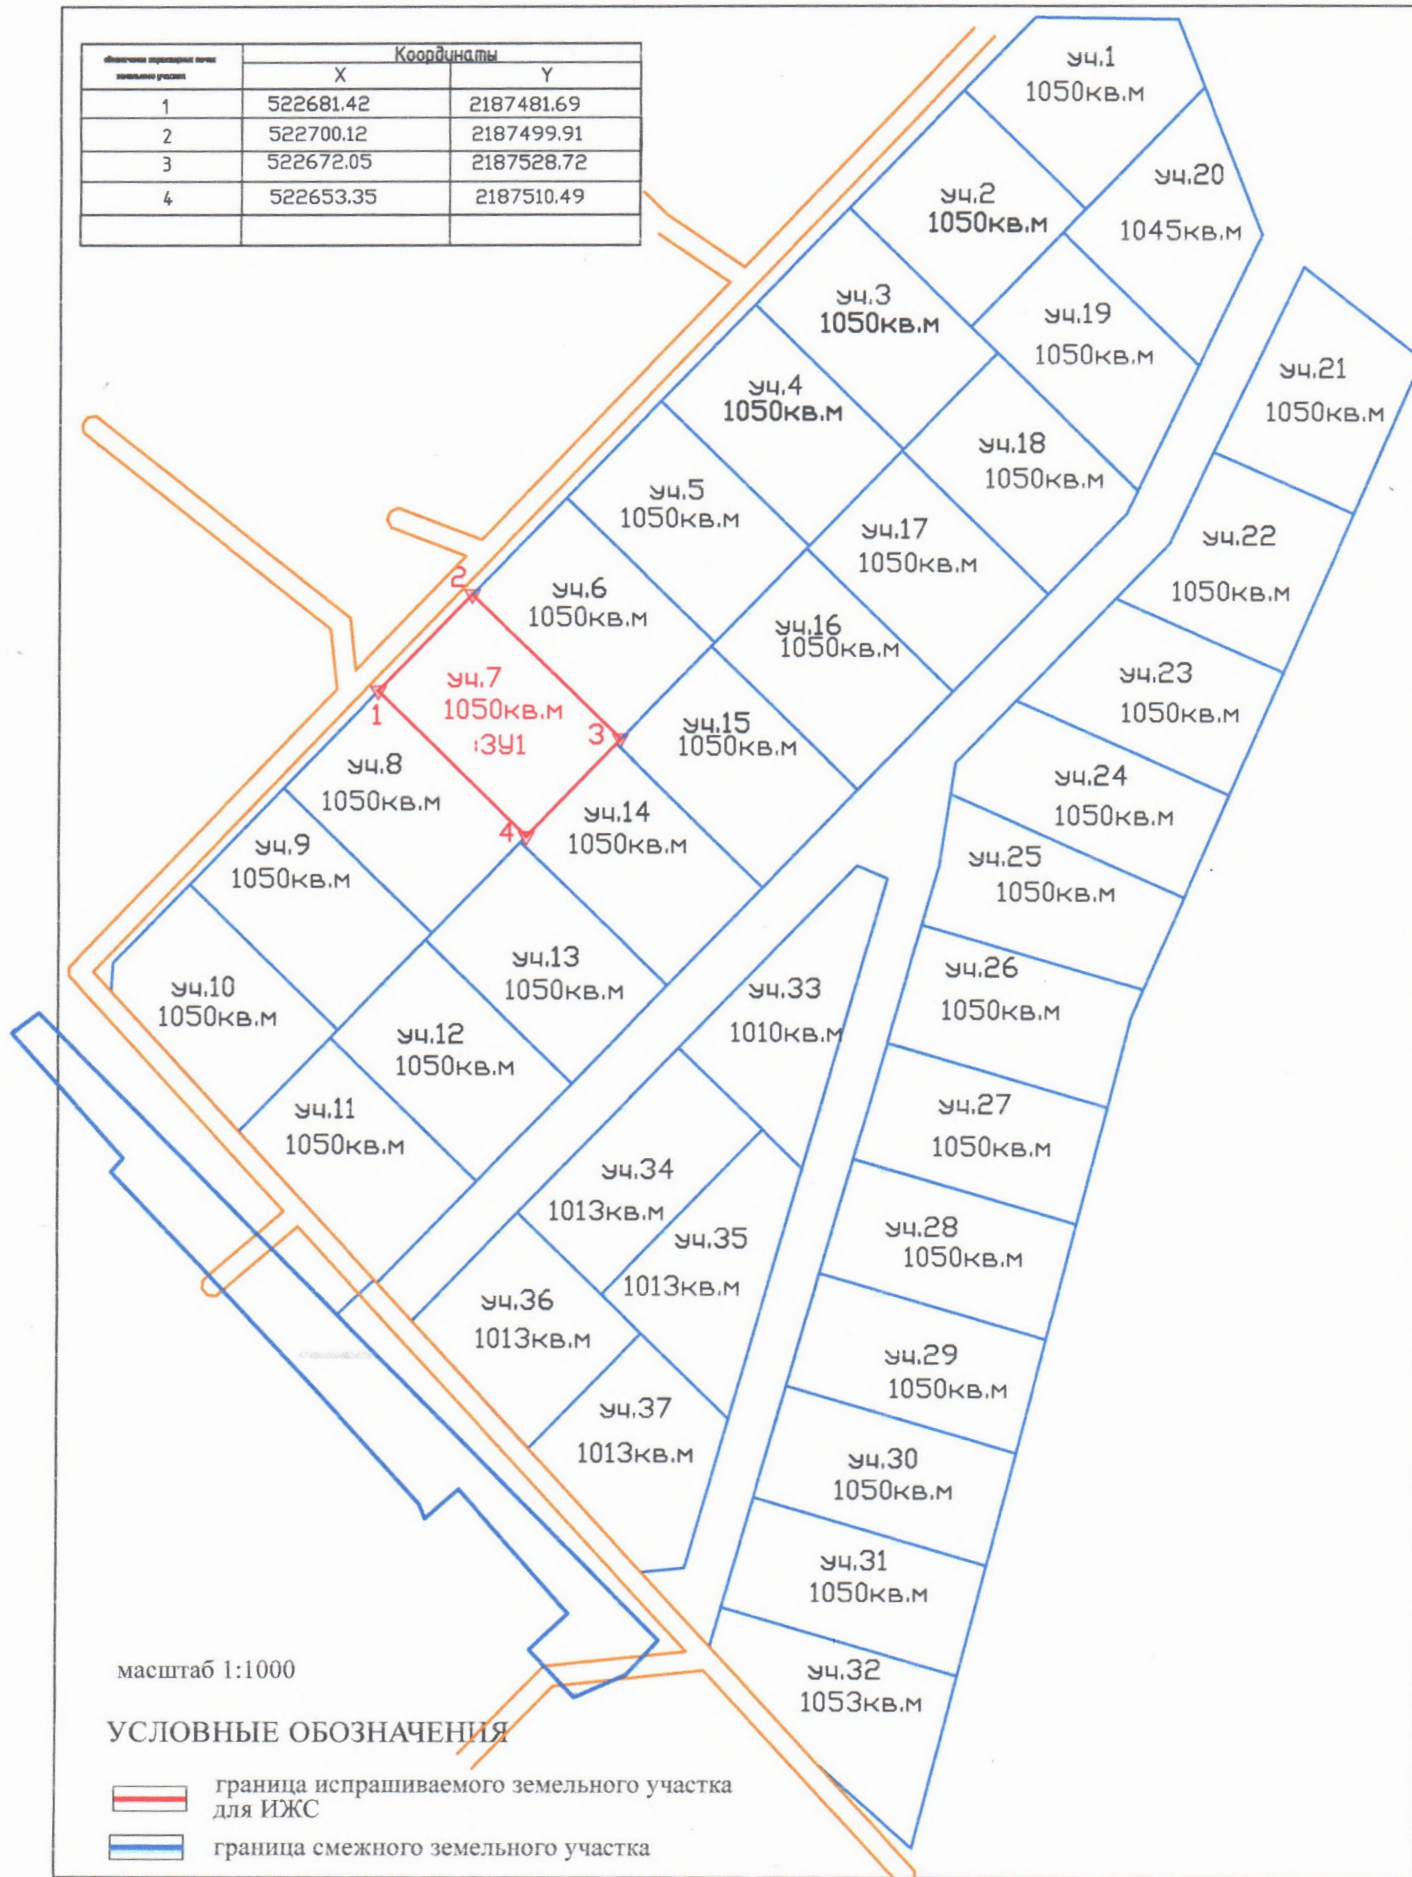 Координаты
X Y
1 522681.42 2187481.69
2 522700.12 2187499.91
3 522672.05 2187528.72
4 522653.35 2187510.49
уч.1
1050кв.м
уч.20
1045кв.м
уч.2
1050кв.м
уч.3
1050кв.м
уч.19
1050кв.м
уч.21
1050кв.м
уч.4
1050кв.м
уч.18
1050кв.м
уч.5
1050кв.м
уч.17
1050кв.м
уч.22
1050кв.м
2
уч.6
1050кв.м
уч.16
1050кв.м
уч.23
1050кв.м
уч.7
1050кв.м
:ЗУ1
1
3
4
уч.15
1050кв.м
уч.8
1050кв.м
уч.24
1050кв.м
уч.14
1050кв.м
уч.9
1050кв.м
уч.25
1050кв.м
уч.13
1050кв.м
уч.26
1050кв.м
уч.10
1050кв.м
уч.33
1010кв.м
уч.12
1050кв.м
уч.11
1050кв.м
уч.27
1050кв.м
уч.34
1013кв.м
уч.35
1013кв.м
уч.28
1050кв.м
уч.36
1013кв.м
уч.29
1050кв.м
уч.37
1013кв.м
уч.30
1050кв.м
уч.31
1050кв.м
уч.32
1053кв.м
масштаб 1:1000
УСЛОВНЫЕ ОБОЗНАЧЕНИЯ
граница испрашиваемого земельного участка
для ИЖС
граница смежного земельного участка